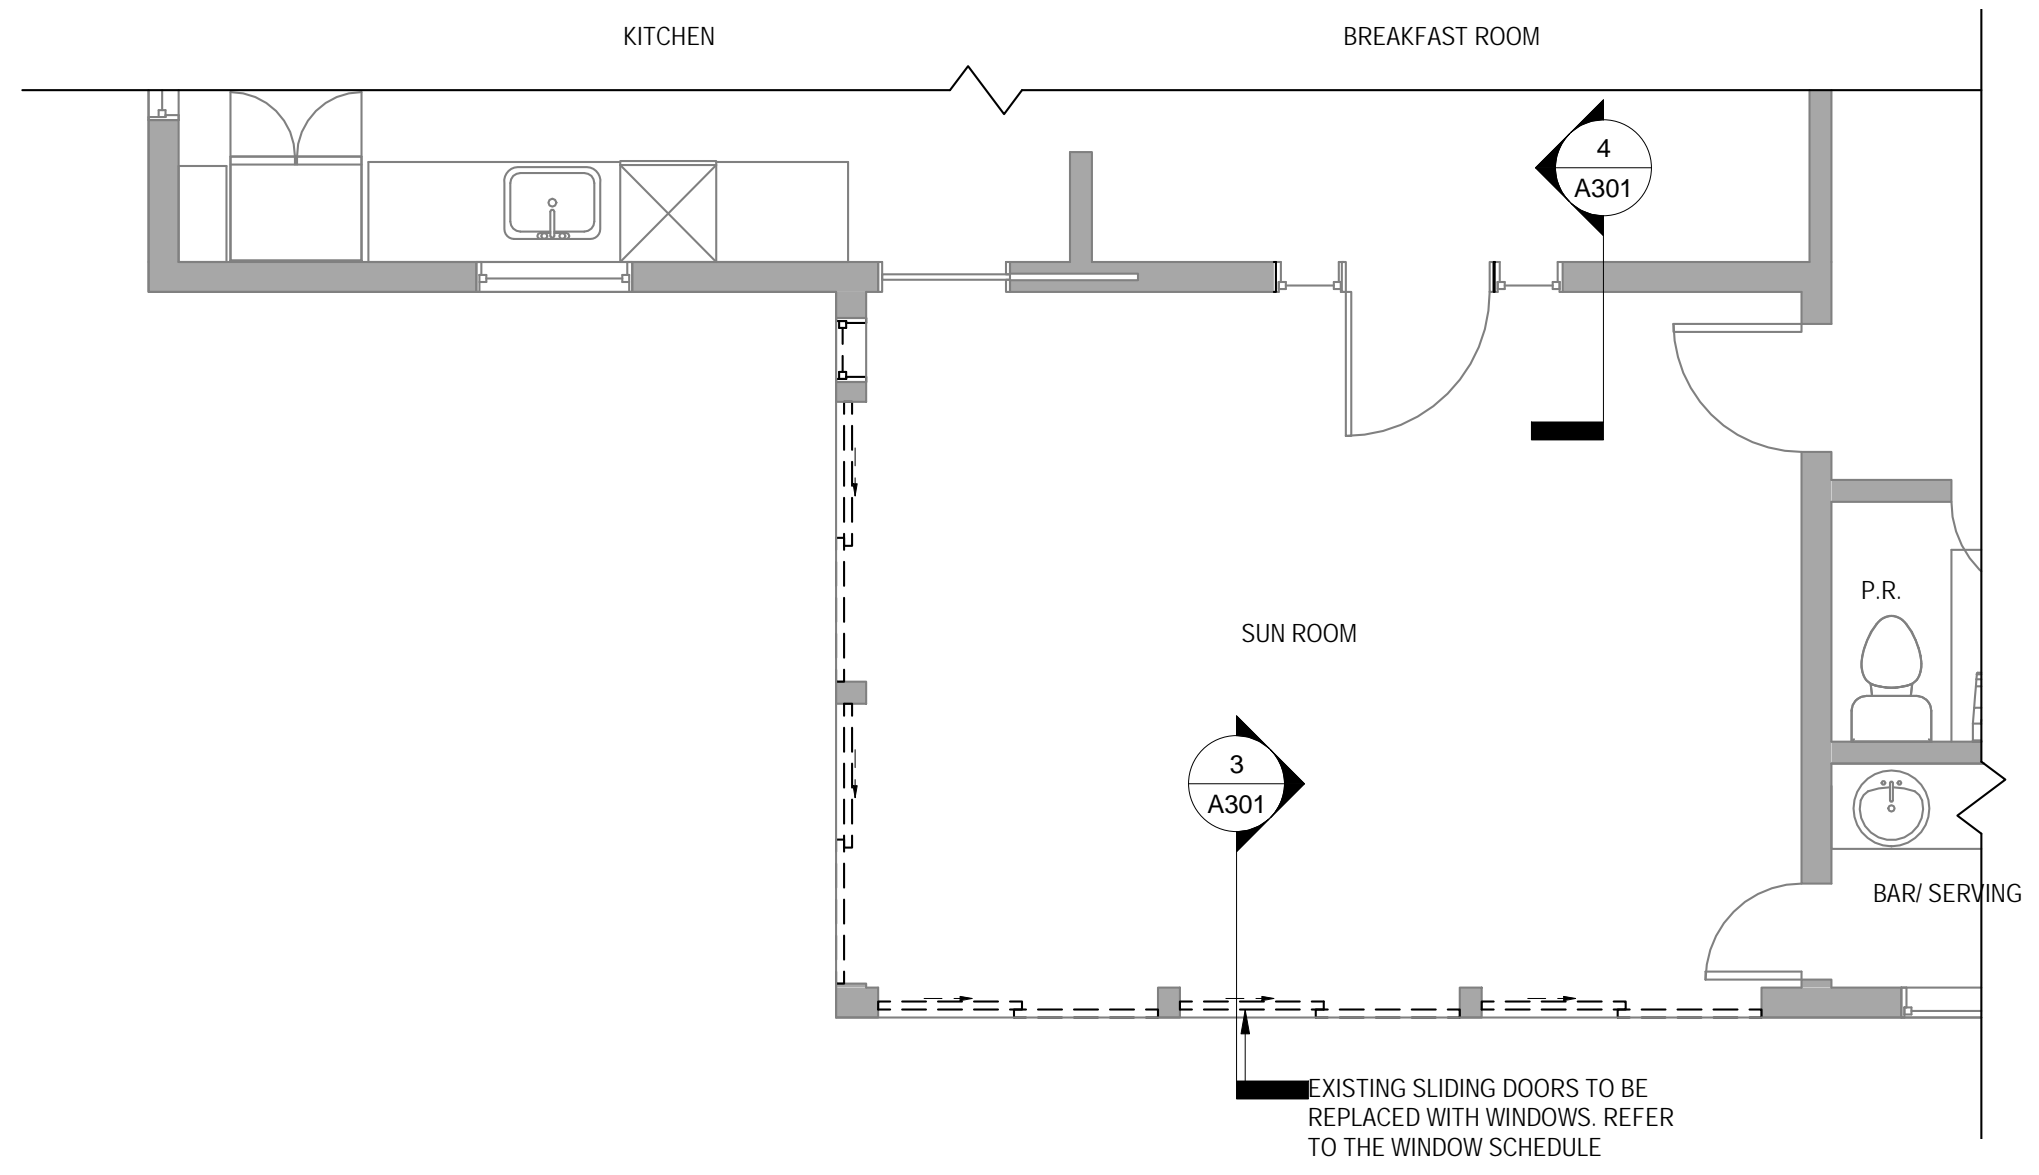 KITCHEN
BREAKFAST ROOM
4
A301
P.R.
SUN ROOM
3
A301
BAR/ SERVING
EXISTING SLIDING DOORS TO BE
REPLACED WITH WINDOWS. REFER
TO THE WINDOW SCHEDULE